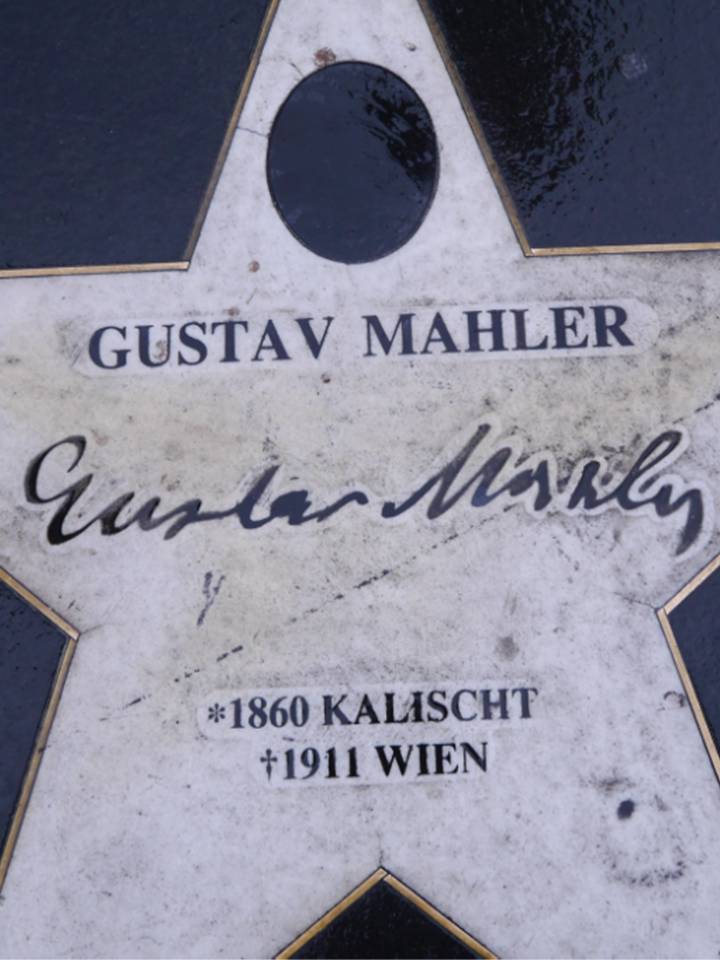 GUSTAV MAHLER
Gustav Mahler
*1860 KALISCHT
†1911 WIEN